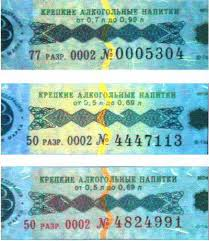 КРЕПКИЕ АЛКОГОЛЬНЫЕ НАПИТКИ
от 0,7 л до 0,99 л
77 РАЗР. 0002 № 0005304
КРЕПКИЕ АЛКОГОЛЬНЫЕ НАПИТКИ
от 0,5 л до 0,69 л
50 РАЗР. 0002 № 4447113
КРЕПКИЕ АЛКОГОЛЬНЫЕ НАПИТКИ
от 0,5 л до 0,69 л
50 РАЗР. 0002 № 4824991